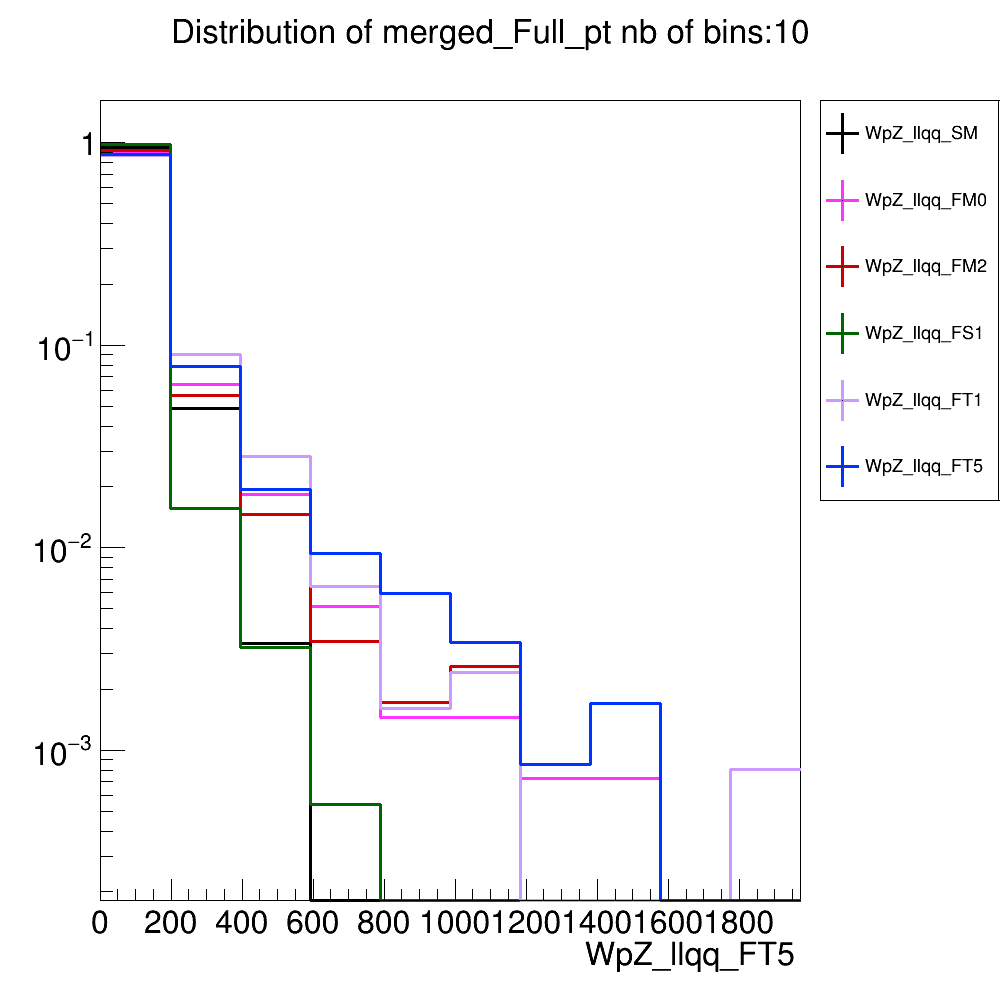 Distribution of merged_Full_pt nb of bins:10
1
10−1
10−2
10−3
0 200 400 600 800 1000 1200 1400 1600 1800
WpZ_llqq_FT5
WpZ_llqq_SM
WpZ_llqq_FM0
WpZ_llqq_FM2
WpZ_llqq_FS1
WpZ_llqq_FT1
WpZ_llqq_FT5